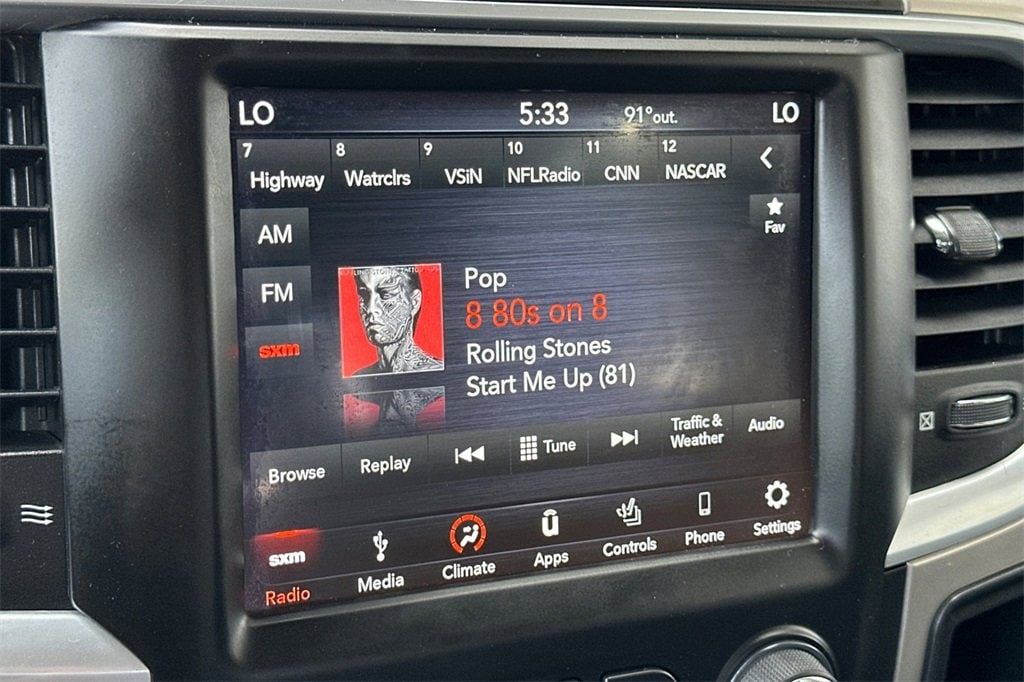 LO 5:33 91°out. LO
7 8 9 10 11 12
Highway Watrclrs VSiN NFLRadio CNN NASCAR
Fav
AM
FM
sxm
Pop
8 80s on 8
Rolling Stones
Start Me Up (81)
Browse Replay Tune Traffic & Weather Audio
sxm
Radio Media Climate Apps Controls Phone Settings